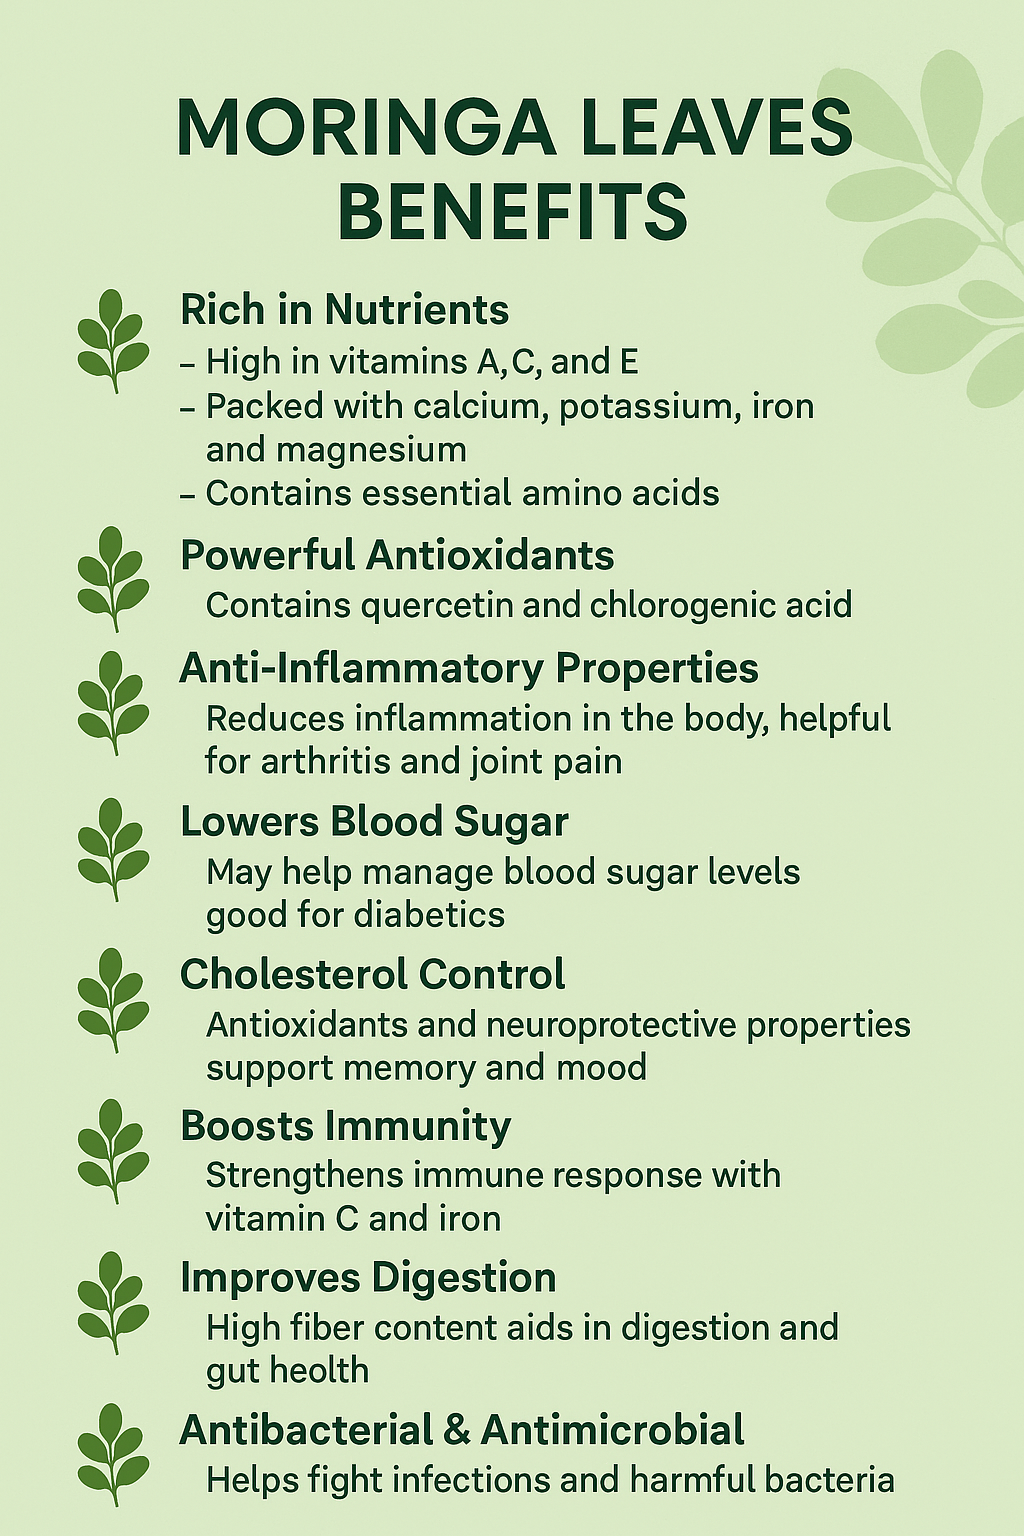 MORINGA LEAVES
BENEFITS
Rich in Nutrients
– High in vitamins A, C, and E
– Packed with calcium, potassium, iron
and magnesium
– Contains essential amino acids
Powerful Antioxidants
Contains quercetin and chlorogenic acid
Anti-Inflammatory Properties
Reduces inflammation in the body, helpful
for arthritis and joint pain
Lowers Blood Sugar
May help manage blood sugar levels
good for diabetics
Cholesterol Control
Antioxidants and neuroprotective properties
support memory and mood
Boosts Immunity
Strengthens immune response with
vitamin C and iron
Improves Digestion
High fiber content aids in digestion and
gut heolth
Antibacterial & Antimicrobial
Helps fight infections and harmful bacteria